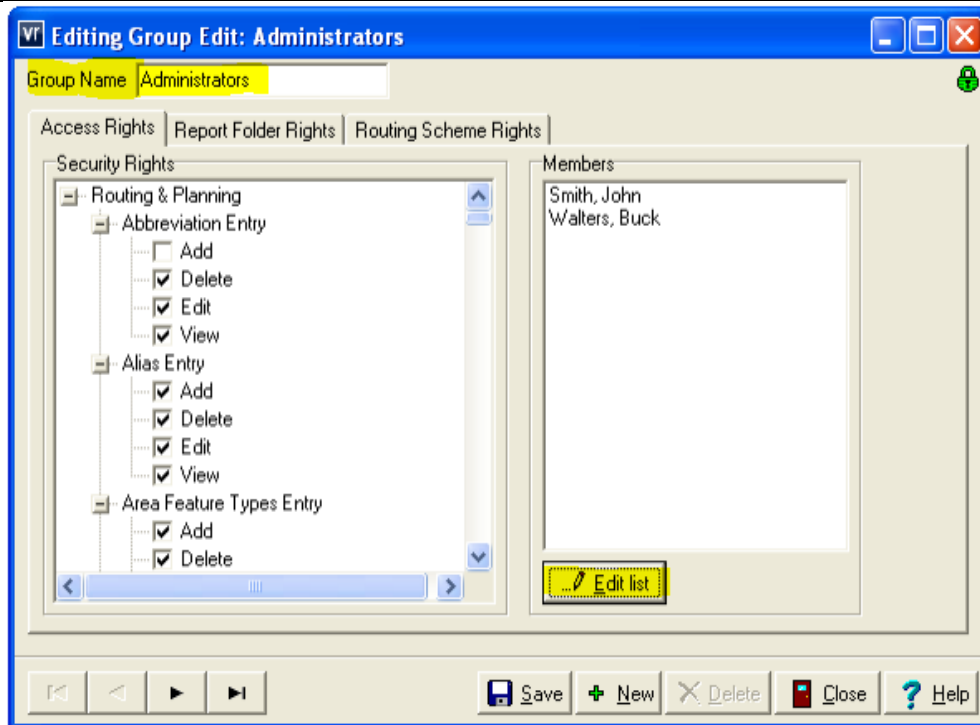 Vr Editing Group Edit: Administrators
Group Name Administrators
Access Rights Report Folder Rights Routing Scheme Rights
Security Rights
Routing & Planning
Abbreviation Entry
Add
Delete
Edit
View
Alias Entry
Add
Delete
Edit
View
Area Feature Types Entry
Add
Delete
Members
Smith, John
Walters, Buck
... Edit list
Save New Delete Close ? Help